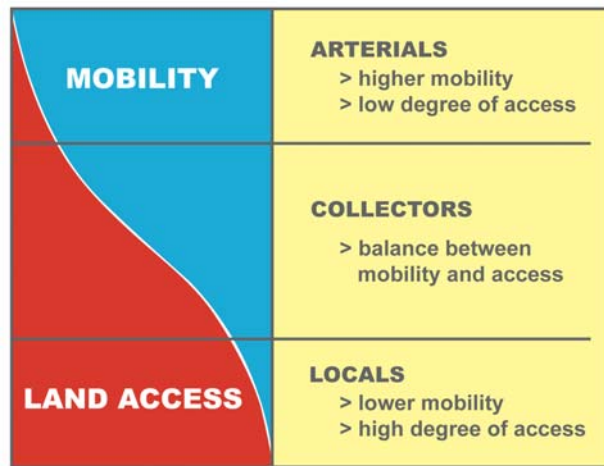 MOBILITY
ARTERIALS
> higher mobility
> low degree of access
COLLECTORS
> balance between
mobility and access
LAND ACCESS
LOCALS
> lower mobility
> high degree of access